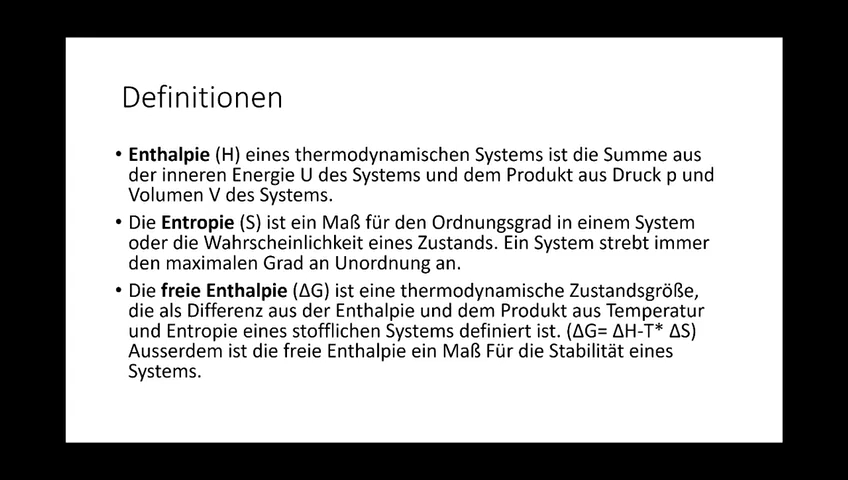 Definitionen
• Enthalpie (H) eines thermodynamischen Systems ist die Summe aus
der inneren Energie U des Systems und dem Produkt aus Druck p und
Volumen V des Systems.
• Die Entropie (S) ist ein Maß für den Ordnungsgrad in einem System
oder die Wahrscheinlichkeit eines Zustands. Ein System strebt immer
den maximalen Grad an Unordnung an.
• Die freie Enthalpie (ΔG) ist eine thermodynamische Zustandsgröße,
die als Differenz aus der Enthalpie und dem Produkt aus Temperatur
und Entropie eines stofflichen Systems definiert ist. (ΔG= ΔH-T* ΔS)
Ausserdem ist die freie Enthalpie ein Maß Für die Stabilität eines
Systems.